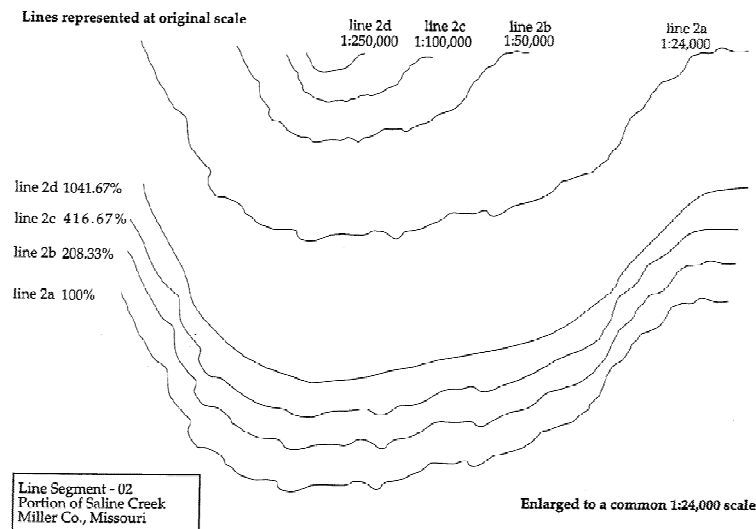 Lines represented at original scale
line 2d
1:250,000
line 2c
1:100,000
line 2b
1:50,000
line 2a
1:24,000
line 2d 1041.67%
line 2c 416.67%
line 2b 208.33%
line 2a 100%
Line Segment - 02
Portion of Saline Creek
Miller Co., Missouri
Enlarged to a common 1:24,000 scale